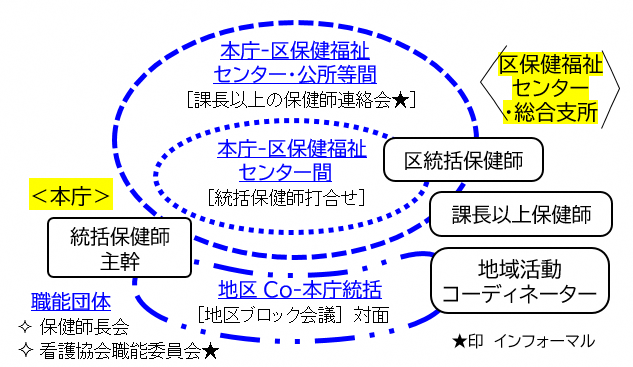 本庁-区保健福祉
センター・公所等間
[課長以上の保健師連絡会★]
区保健福祉
センター
・総合支所
本庁-区保健福祉
センター間
[統括保健師打合せ]
区統括保健師
<本庁>
課長以上保健師
統括保健師
主幹
地域活動
コーディネーター
地区 Co-本庁統括
[地区ブロック会議] 対面
職能団体
✧ 保健師長会
✧ 看護協会職能委員会★
★印 インフォーマル